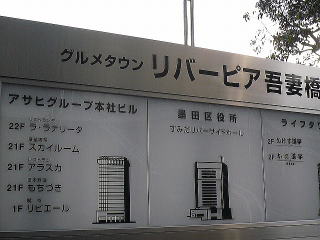 グルメタウン リバーピア吾妻橋
アサヒグループ本社ビル
22F ラ・ラナリータ
21F スカイルーム
21F アラスカ
21F もちづき
1F リビエール
墨田区役所
すみだリバーサイドホール
ライフタ
2F
2F